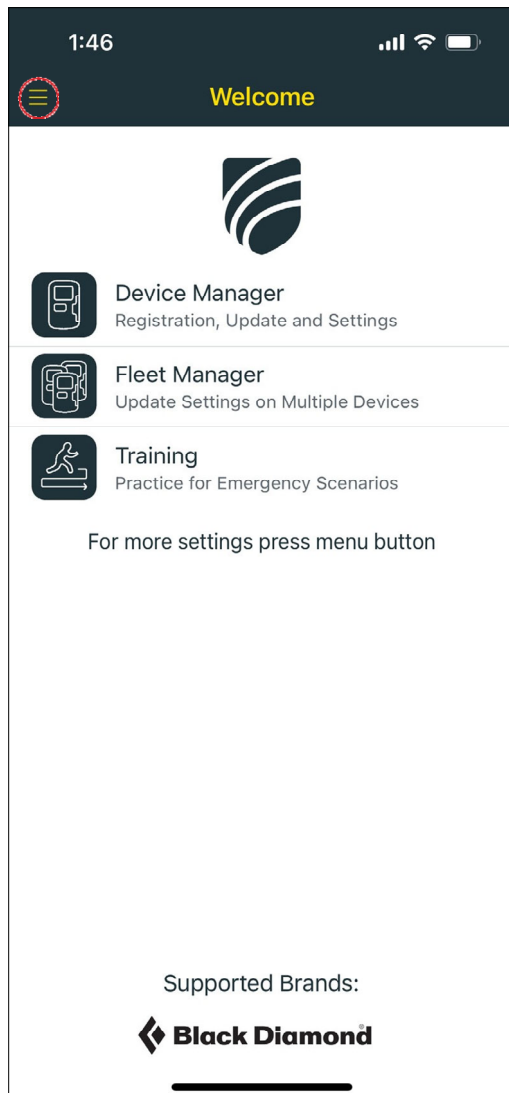 1:46
Welcome
Device Manager
Registration, Update and Settings
Fleet Manager
Update Settings on Multiple Devices
Training
Practice for Emergency Scenarios
For more settings press menu button
Supported Brands:
Black Diamond®